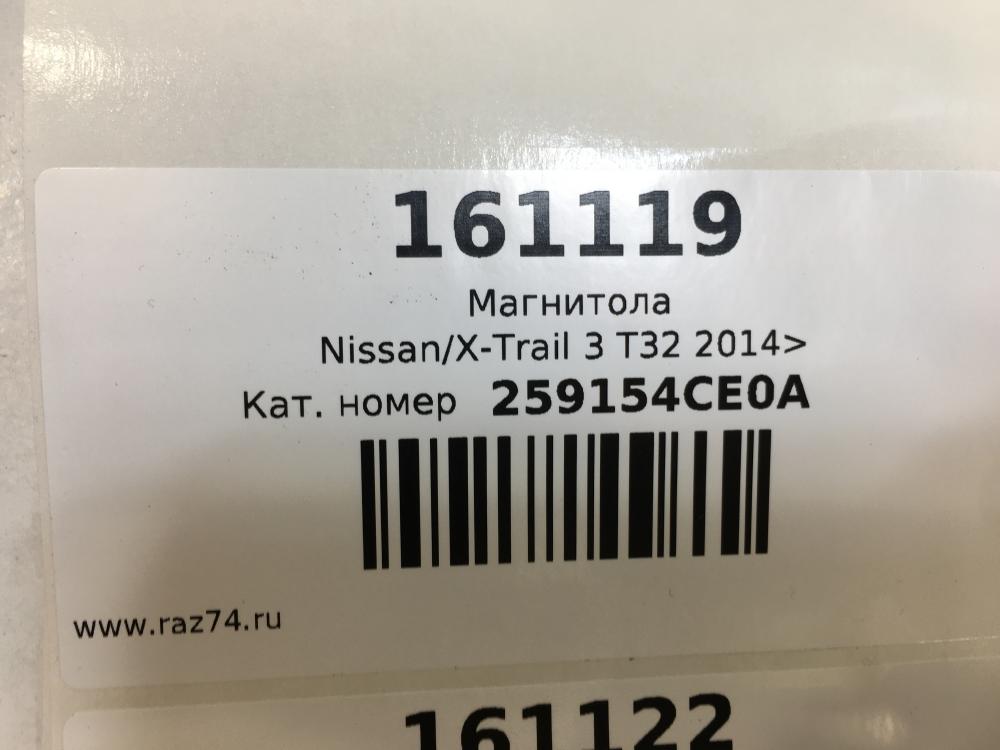 161119
Магнитола
Nissan/X-Trail 3 T32 2014>
Кат. номер 259154CE0A
www.raz74.ru
161122